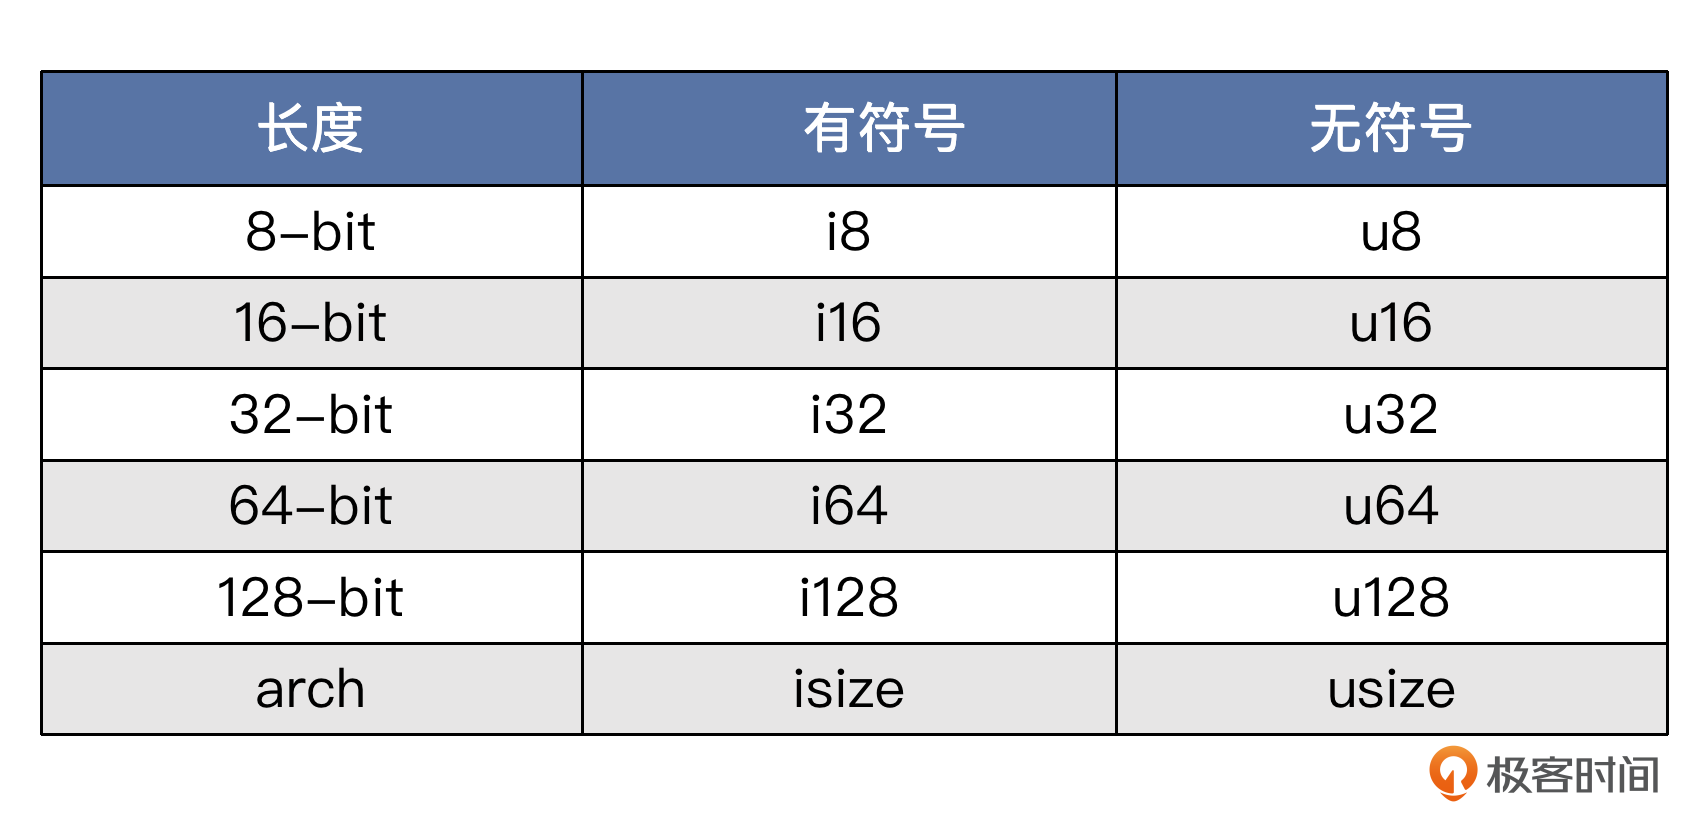 长度 有符号 无符号
8-bit i8 u8
16-bit i16 u16
32-bit i32 u32
64-bit i64 u64
128-bit i128 u128
arch isize usize
极客时间